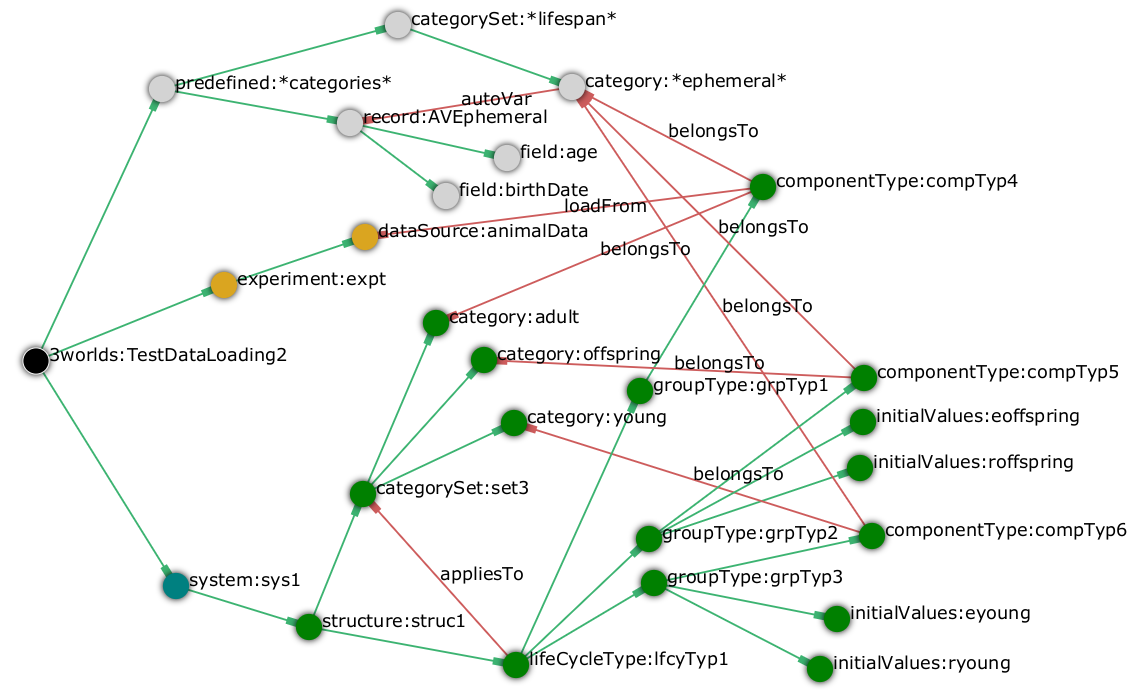 categorySet:*lifespan*
predefined:*categories*
category:*ephemeral*
autoVar
record:AVEphemeral
belongsTo
field:age
componentType:compTyp4
field:birthDate
loadFrom
belongsTo
dataSource:animalData
belongsTo
experiment:expt
belongsTo
category:adult
3worlds:TestDataLoading2
category:offspring
belongsTo
componentType:compTyp5
groupType:grpTyp1
category:young
initialValues:eoffspring
initialValues:roffspring
belongsTo
categorySet:set3
componentType:compTyp6
groupType:grpTyp2
appliesTo
groupType:grpTyp3
system:sys1
initialValues:eyoung
structure:struc1
lifeCycleType:lfcyTyp1
initialValues:ryoung